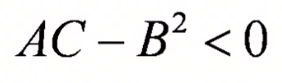 AC − B² < 0